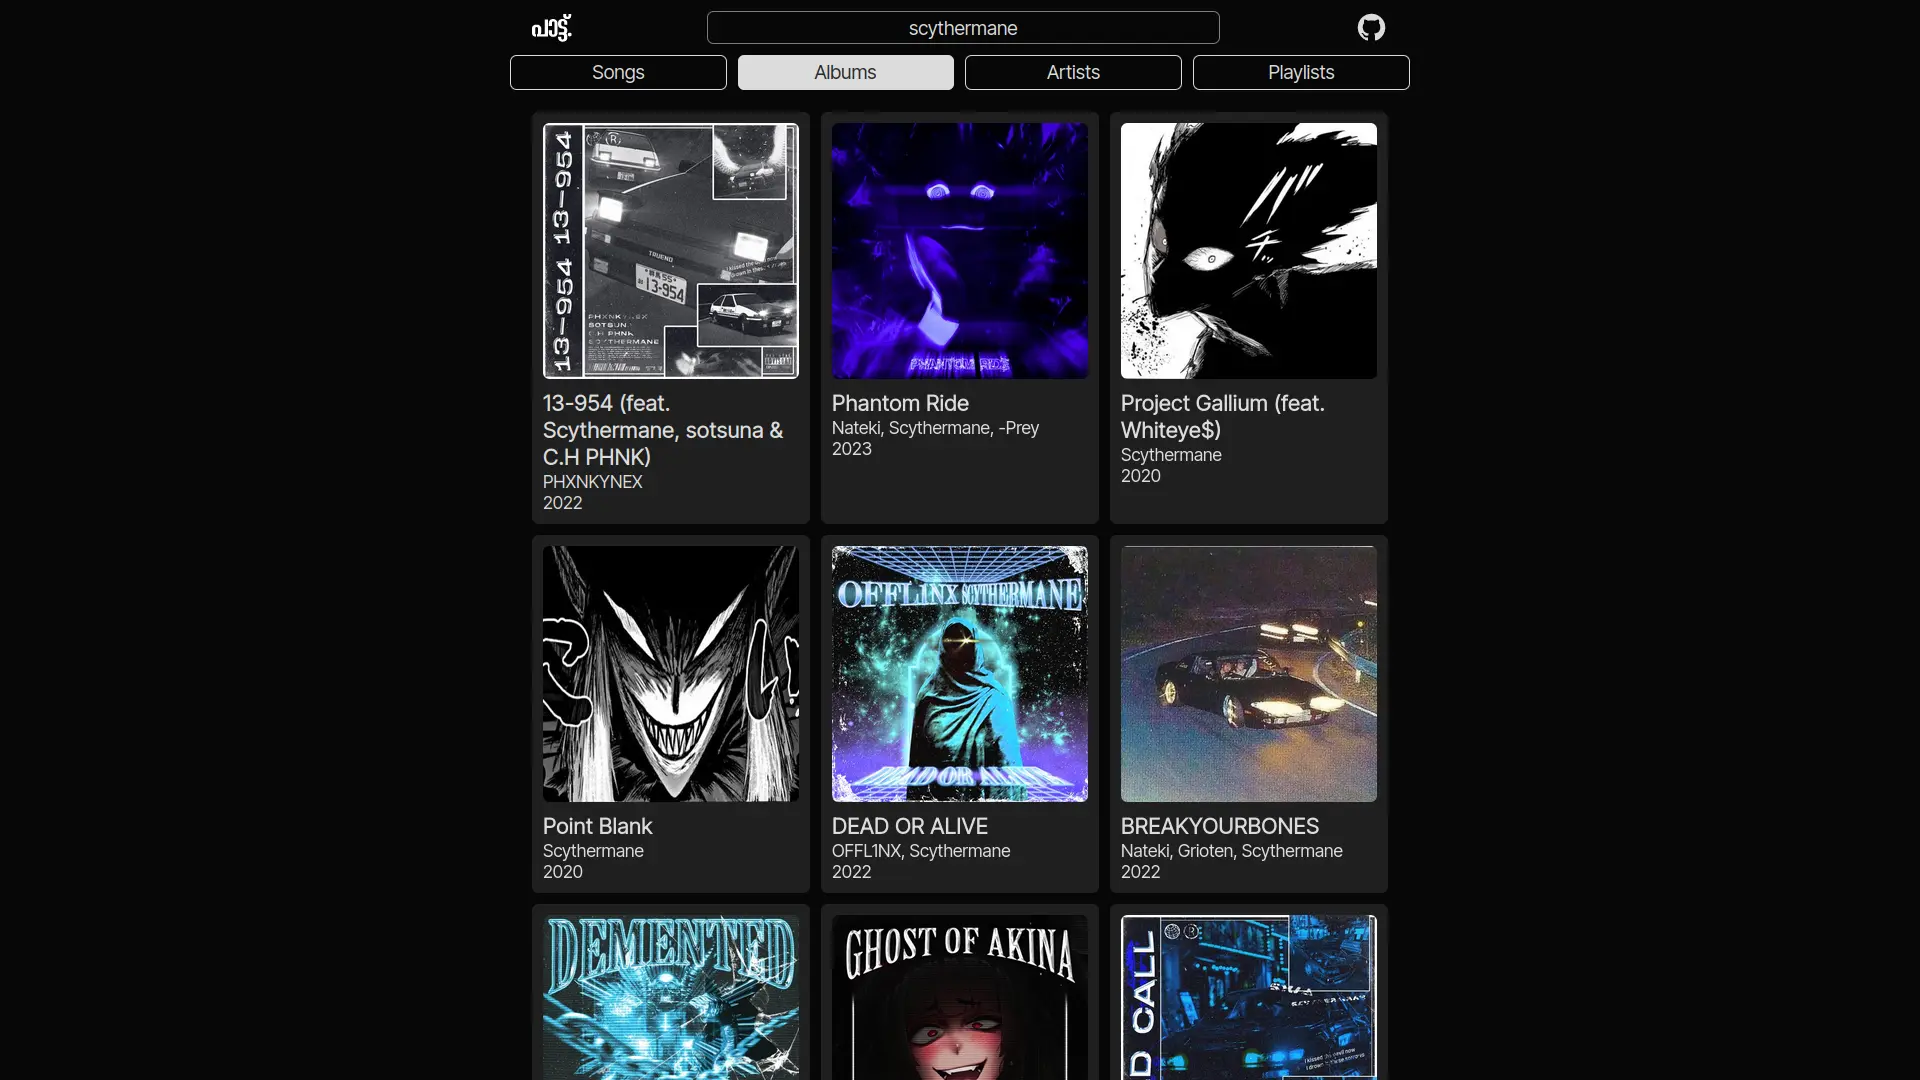 പാട്ട്.
scythermane
Songs
Albums
Artists
Playlists
13-954 13-954
R
TRUENO
13-954
PHXNKYNEX
SOTSUNA
C.H PHNK
SCYTHERMANE
PHANTOM RIDE
13-954 (feat.
Scythermane, sotsuna &
C.H PHNK)
PHXNKYNEX
2022
Phantom Ride
Nateki, Scythermane, -Prey
2023
Project Gallium (feat.
Whiteye$)
Scythermane
2020
OFFL1NX SCYTHERMANE
DEAD OR ALIVE
Point Blank
Scythermane
2020
DEAD OR ALIVE
OFFL1NX, Scythermane
2022
BREAKYOURBONES
Nateki, Grioten, Scythermane
2022
DEMENTED
GHOST OF AKINA
D CALL
R